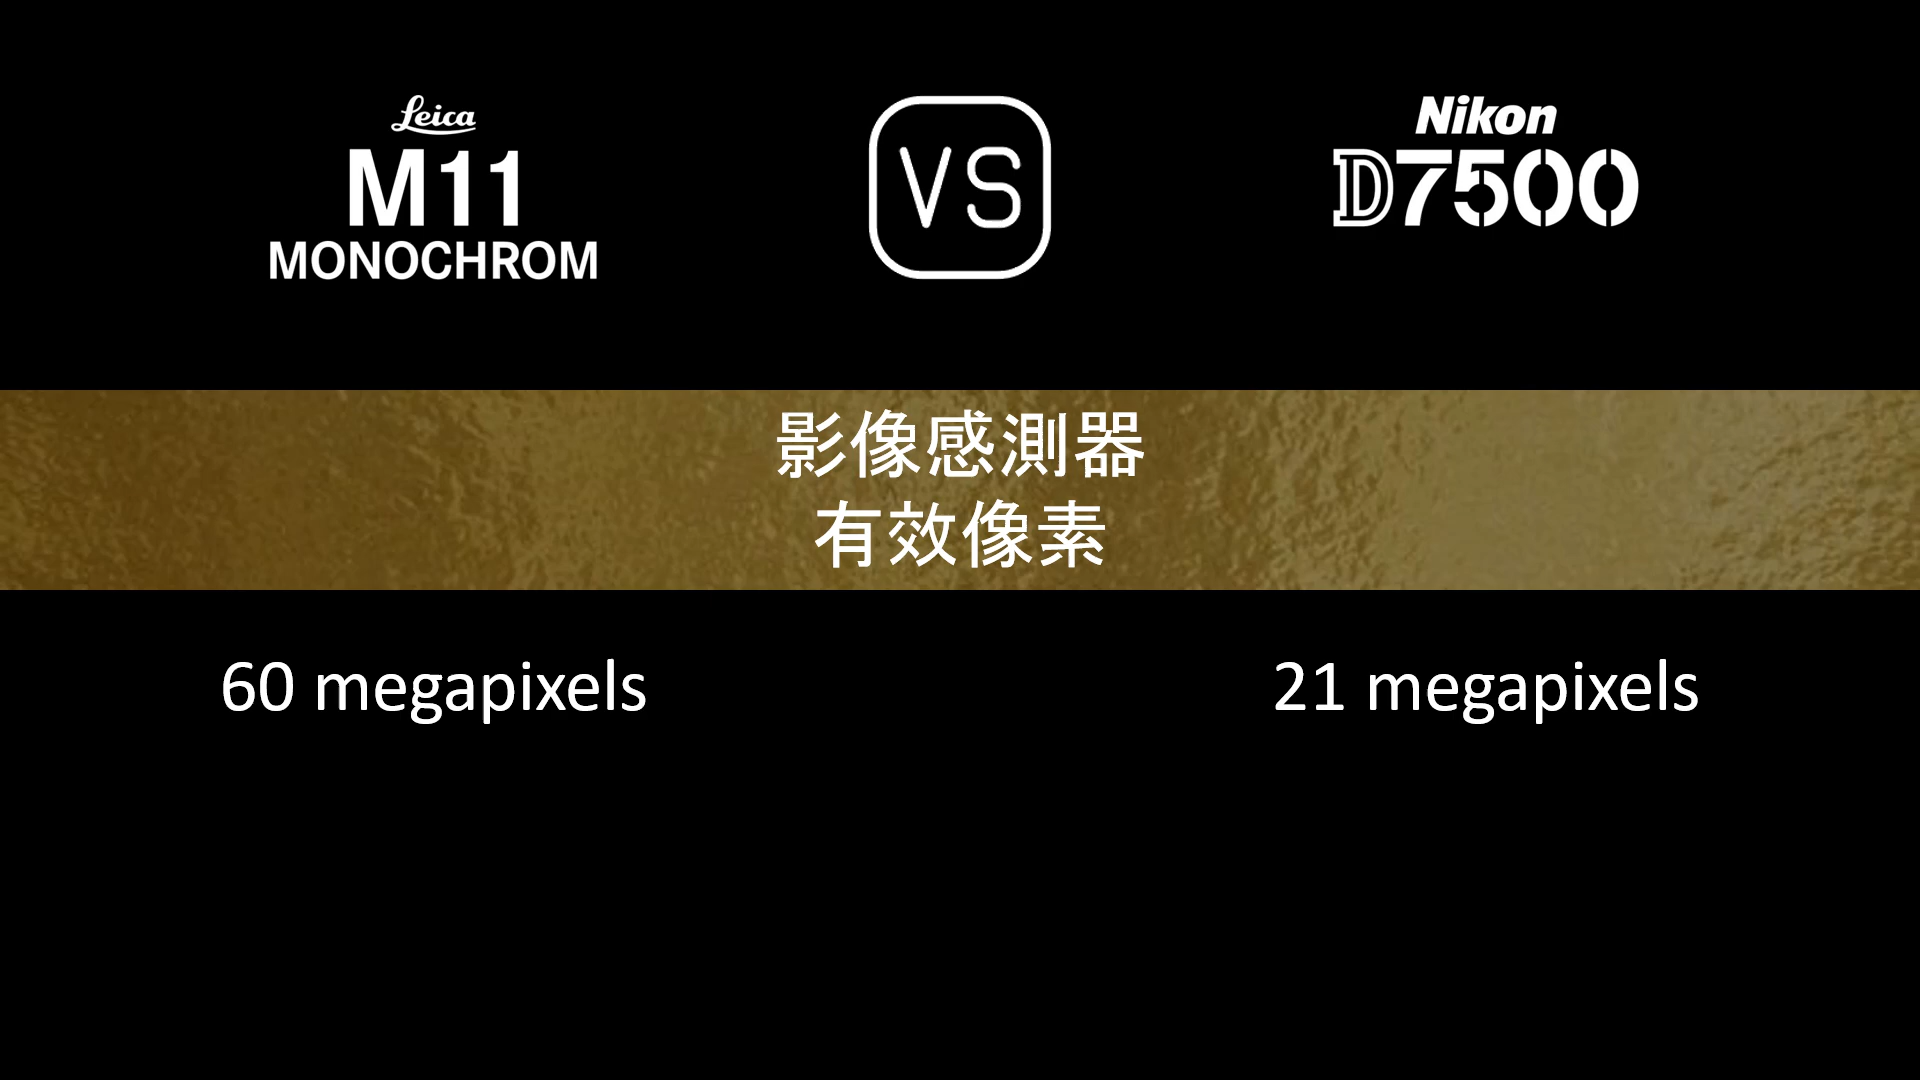 Leica
M11
MONOCHROM
VS
Nikon
D7500
影像感測器
有效像素
60 megapixels
21 megapixels